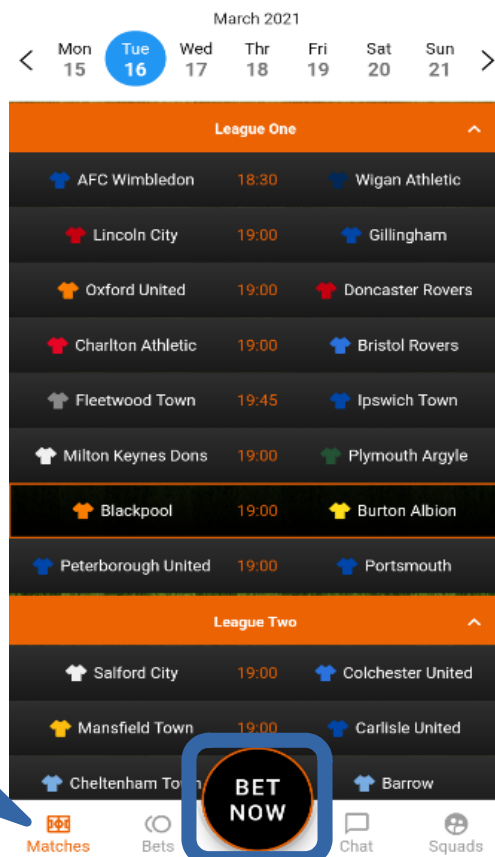 March 2021
Mon Tue Wed Thr Fri Sat Sun
15 16 17 18 19 20 21
League One
AFC Wimbledon 18:30 Wigan Athletic
Lincoln City 19:00 Gillingham
Oxford United 19:00 Doncaster Rovers
Charlton Athletic 19:00 Bristol Rovers
Fleetwood Town 19:45 Ipswich Town
Milton Keynes Dons 19:00 Plymouth Argyle
Blackpool 19:00 Burton Albion
Peterborough United 19:00 Portsmouth
League Two
Salford City 19:00 Colchester United
Mansfield Town 19:00 Carlisle United
Cheltenham Barrow
BET
NOW
Matches Bets Chat Squads